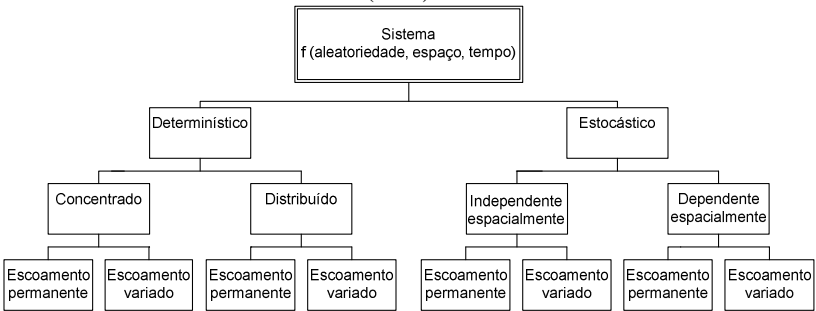 Sistema
f (aleatoriedade, espaço, tempo)
Determinístico
Estocástico
Concentrado
Distribuído
Independente
espacialmente
Dependente
espacialmente
Escoamento
permanente
Escoamento
variado
Escoamento
permanente
Escoamento
variado
Escoamento
permanente
Escoamento
variado
Escoamento
permanente
Escoamento
variado